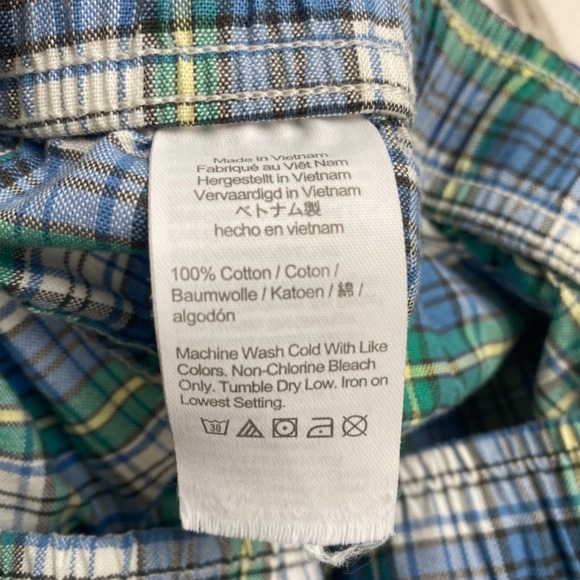 Made in Vietnam
Fabriqué au Viêt Nam
Hergestellt in Vietnam
Vervaardigd in Vietnam
ベトナム製
hecho en vietnam
100% Cotton / Coton /
Baumwolle / Katoen / 綿 /
algodón
Machine Wash Cold With Like
Colors. Non-Chlorine Bleach
Only. Tumble Dry Low. Iron on
Lowest Setting.
30